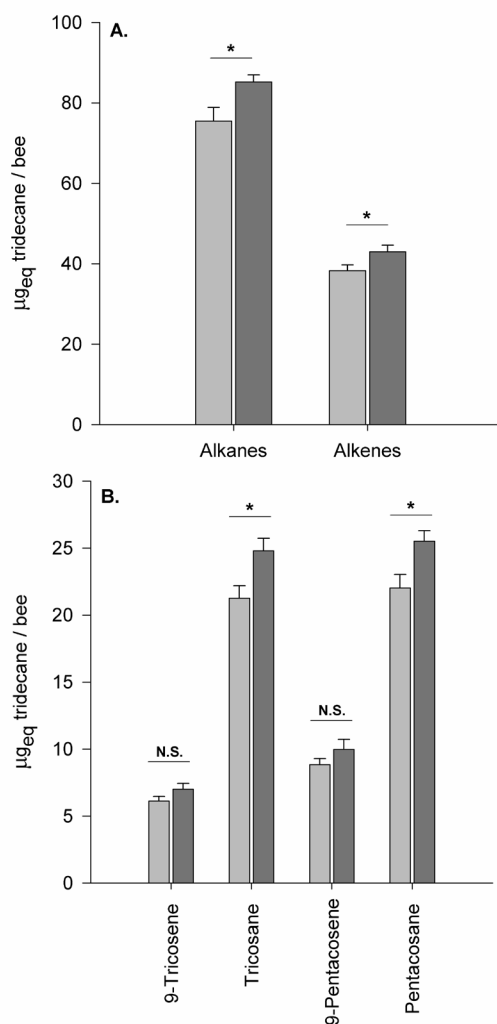 A.
100
80
60
40
20
0
µgeq tridecane / bee
*
*
Alkanes Alkenes
B.
30
25
20
15
10
5
0
µgeq tridecane / bee
N.S.
*
N.S.
*
9-Tricosene
Tricosane
9-Pentacosene
Pentacosane